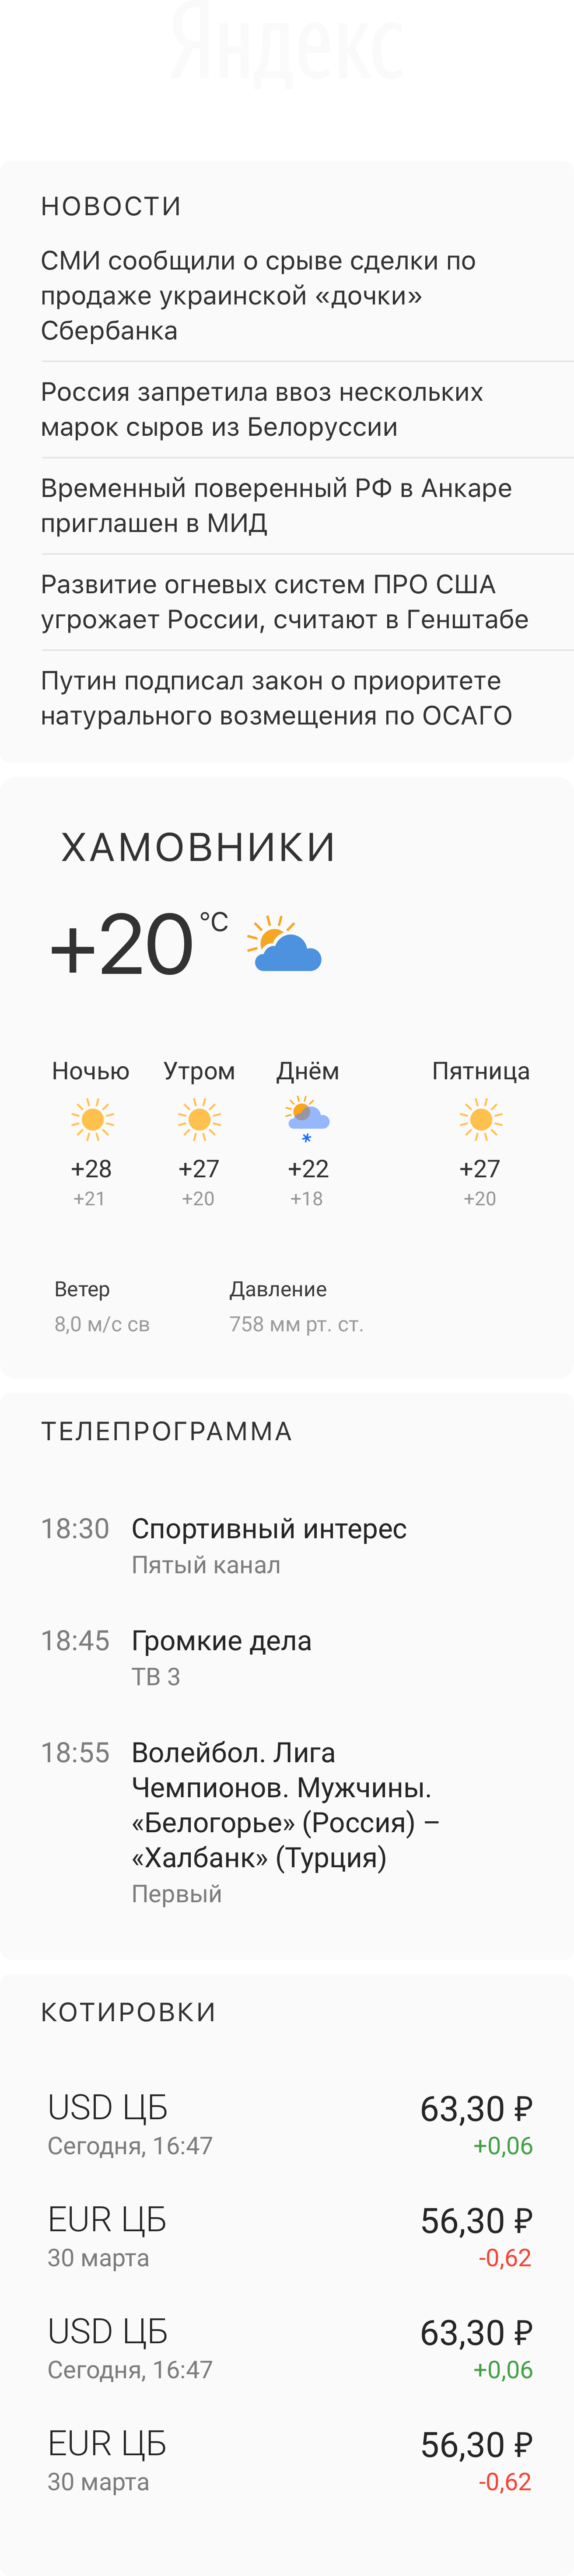 Яндекс
НОВОСТИ
СМИ сообщили о срыве сделки по
продаже украинской «дочки»
Сбербанка
Россия запретила ввоз нескольких
марок сыров из Белоруссии
Временный поверенный РФ в Анкаре
приглашен в МИД
Развитие огневых систем ПРО США
угрожает России, считают в Генштабе
Путин подписал закон о приоритете
натурального возмещения по ОСАГО
ХАМОВНИКИ
+20 °C
Ночью Утром Днём Пятница
+28 +27 +22 +27
+21 +20 +18 +20
Ветер Давление
8,0 м/с св 758 мм рт. ст.
ТЕЛЕПРОГРАММА
18:30 Спортивный интерес
Пятый канал
18:45 Громкие дела
ТВ 3
18:55 Волейбол. Лига
Чемпионов. Мужчины.
«Белогорье» (Россия) –
«Халбанк» (Турция)
Первый
КОТИРОВКИ
USD ЦБ 63,30 ₽
Сегодня, 16:47 +0,06
EUR ЦБ 56,30 ₽
30 марта -0,62
USD ЦБ 63,30 ₽
Сегодня, 16:47 +0,06
EUR ЦБ 56,30 ₽
30 марта -0,62